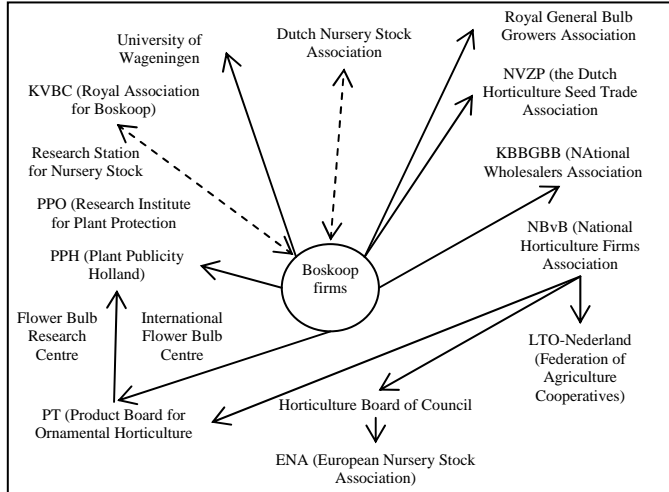 University of
Wageningen
Dutch Nursery Stock
Association
Royal General Bulb
Growers Association
KVBC (Royal Association
for Boskoop)
NVZP (the Dutch
Horticulture Seed Trade
Association
Research Station
for Nursery Stock
KBBGBB (NAtional
Wholesalers Association
PPO (Research Institute
for Plant Protection
NBvB (National
Horticulture Firms
Association
PPH (Plant Publicity
Holland)
Boskoop
firms
Flower Bulb
Research
Centre
International
Flower Bulb
Centre
LTO-Nederland
(Federation of
Agriculture
Cooperatives)
PT (Product Board for
Ornamental Horticulture
Horticulture Board of Council
ENA (European Nursery Stock
Association)